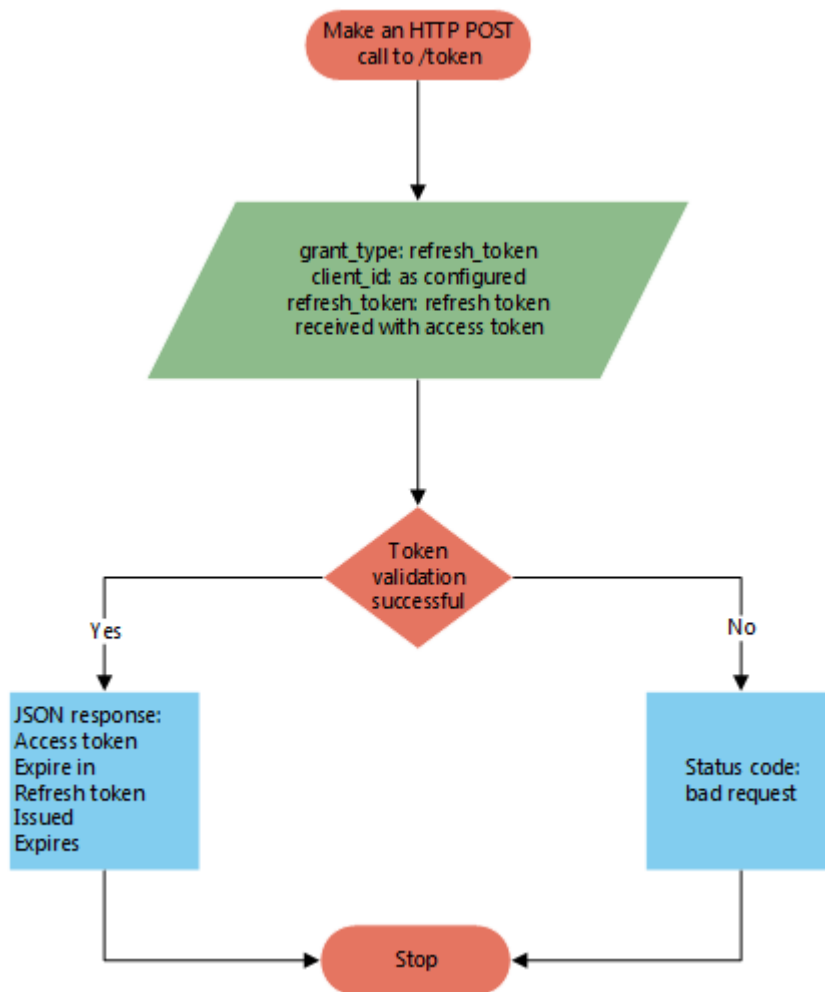 Make an HTTP POST
call to /token
grant_type: refresh_token
client_id: as configured
refresh_token: refresh token
received with access token
Token
validation
successful
Yes
No
JSON response:
Access token
Expire in
Refresh token
Issued
Expires
Status code:
bad request
Stop